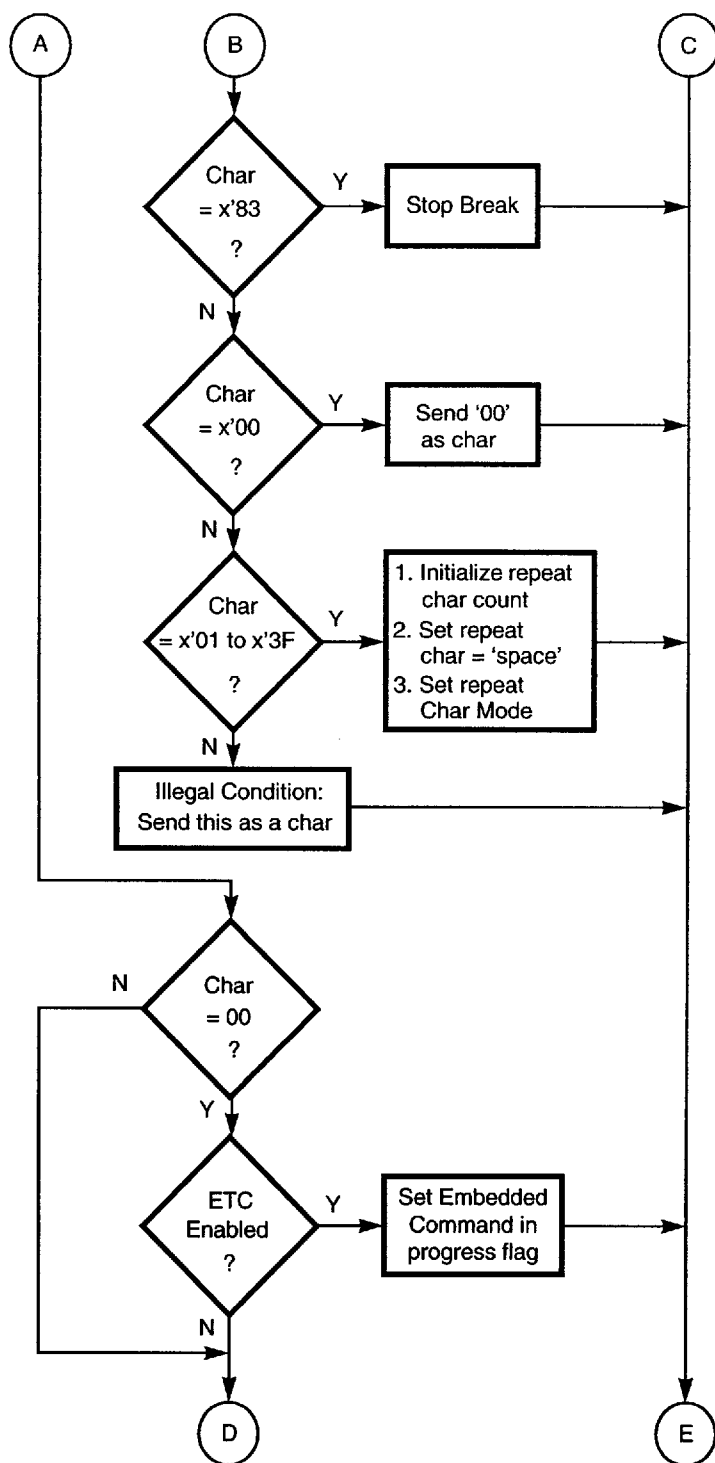 A
B
C
Char
= x'83
?
Y
Stop Break
N
Char
= x'00
?
Y
Send ‘00’
as char
N
Char
= x'01 to x'3F
?
Y
1. Initialize repeat
char count
2. Set repeat
char = ‘space’
3. Set repeat
Char Mode
N
Illegal Condition:
Send this as a char
N
Char
= 00
?
Y
ETC
Enabled
?
Y
Set Embedded
Command in
progress flag
N
D
E